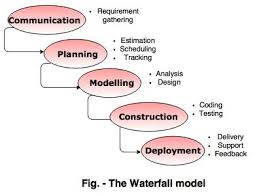 Communication
• Requirement
gathering
Planning
• Estimation
• Scheduling
• Tracking
Modelling
• Analysis
• Design
Construction
• Coding
• Testing
Deployment
• Delivery
• Support
• Feedback
Fig. - The Waterfall model